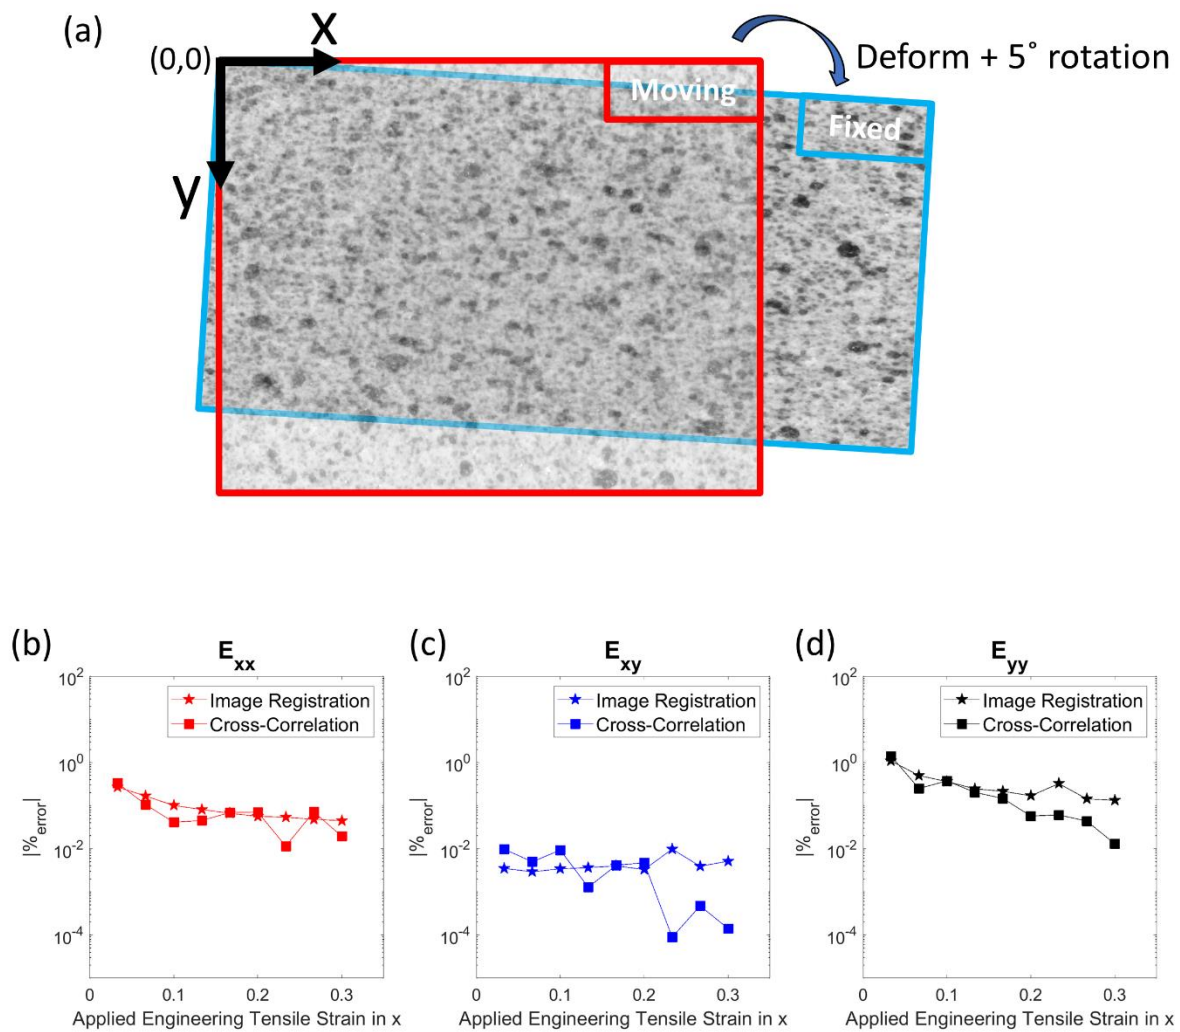 (a)
x
(0,0)
y
Moving
Fixed
Deform + 5˚ rotation
(b)
E_xx
10^2
10^0
10^-2
10^-4
|%_error|
Image Registration
Cross-Correlation
0
0.1
0.2
0.3
Applied Engineering Tensile Strain in x
(c)
E_xy
10^2
10^0
10^-2
10^-4
|%_error|
Image Registration
Cross-Correlation
0
0.1
0.2
0.3
Applied Engineering Tensile Strain in x
(d)
E_yy
10^2
10^0
10^-2
10^-4
|%_error|
Image Registration
Cross-Correlation
0
0.1
0.2
0.3
Applied Engineering Tensile Strain in x